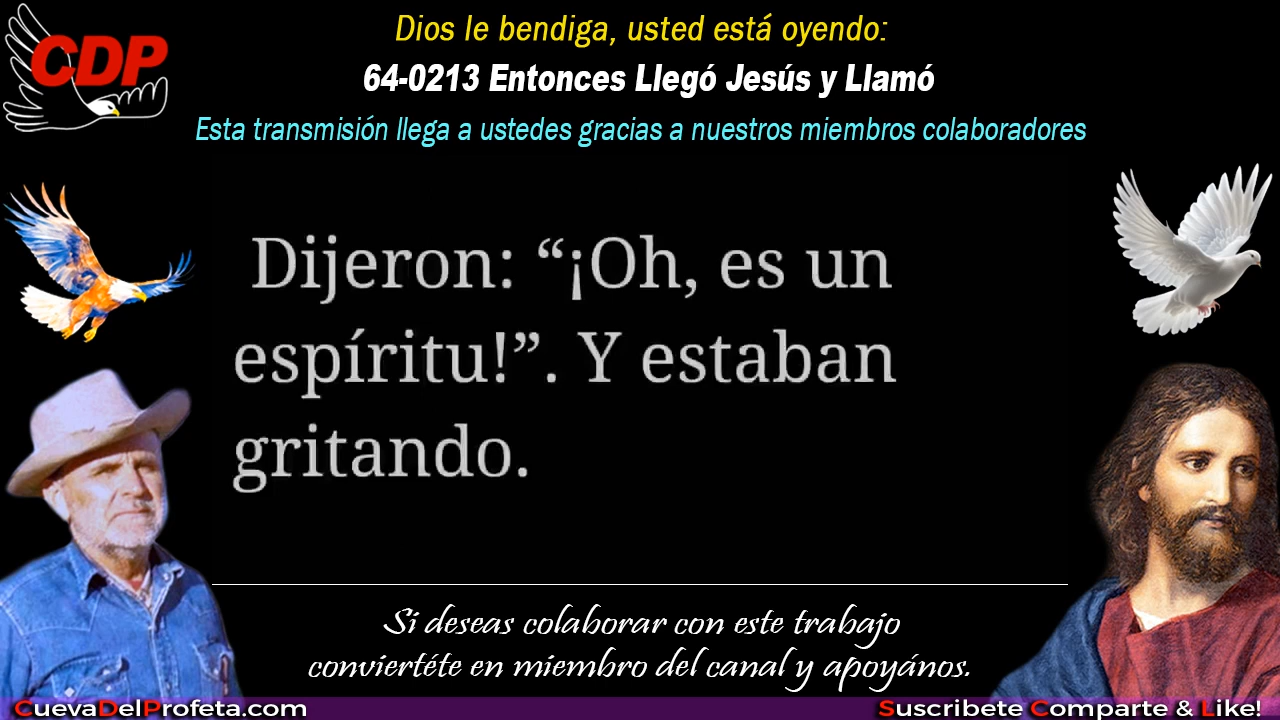 CDP
Dios le bendiga, usted está oyendo:
64-0213 Entonces Llegó Jesús y Llamó
Esta transmisión llega a ustedes gracias a nuestros miembros colaboradores
Dijeron: “¡Oh, es un
espíritu!”. Y estaban
gritando.
Si deseas colaborar con este trabajo
conviertéte en miembro del canal y apoyános.
CuevaDelProfeta.com
Suscribete Comparte & Like!